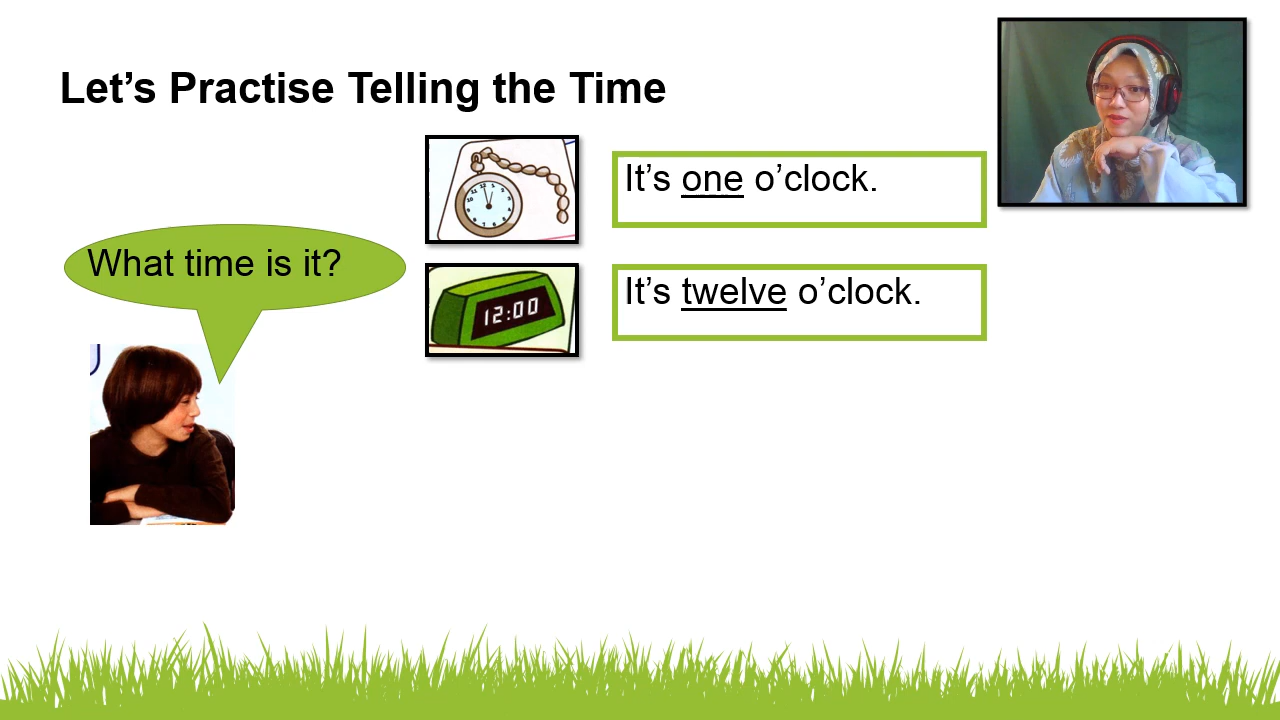 Let’s Practise Telling the Time
What time is it?
It’s one o’clock.
12:00
It’s twelve o’clock.